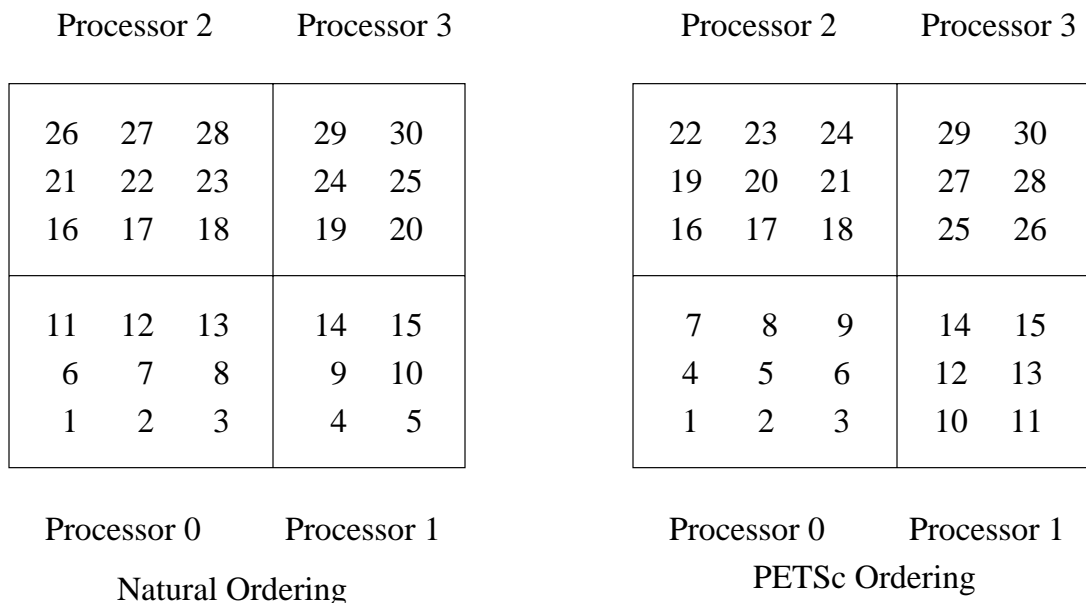 Processor 2 Processor 3 Processor 2 Processor 3
26 27 28 29 30 22 23 24 29 30
21 22 23 24 25 19 20 21 27 28
16 17 18 19 20 16 17 18 25 26
11 12 13 14 15 7 8 9 14 15
6 7 8 9 10 4 5 6 12 13
1 2 3 4 5 1 2 3 10 11
Processor 0 Processor 1 Processor 0 Processor 1
Natural Ordering PETSc Ordering